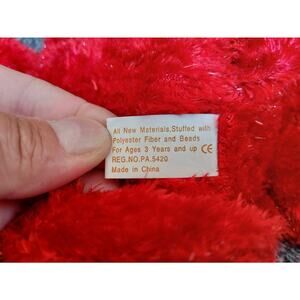 All New Materials,Stuffed with
Polyester Fiber and Beads
For Ages 3 Years and up CE
REG.NO.PA.5420
Made in China